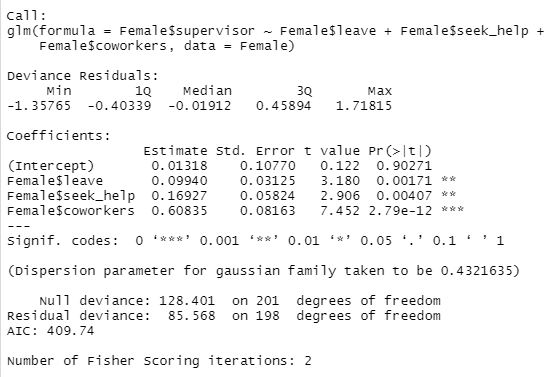 Call:
glm(formula = Female$supervisor ~ Female$leave + Female$seek_help +
    Female$coworkers, data = Female)
Deviance Residuals:
     Min        1Q    Median        3Q       Max
-1.35765  -0.40339  -0.01912   0.45894   1.71815
Coefficients:
                 Estimate Std. Error t value Pr(>|t|)
(Intercept)       0.01318    0.10770   0.122  0.90271
Female$leave      0.09940    0.03125   3.180  0.00171 **
Female$seek_help  0.16927    0.05824   2.906  0.00407 **
Female$coworkers  0.60835    0.08163   7.452 2.79e-12 ***
---
Signif. codes:  0 ‘***’ 0.001 ‘**’ 0.01 ‘*’ 0.05 ‘.’ 0.1 ‘ ’ 1
(Dispersion parameter for gaussian family taken to be 0.4321635)
    Null deviance: 128.401  on 201  degrees of freedom
Residual deviance:  85.568  on 198  degrees of freedom
AIC: 409.74
Number of Fisher Scoring iterations: 2